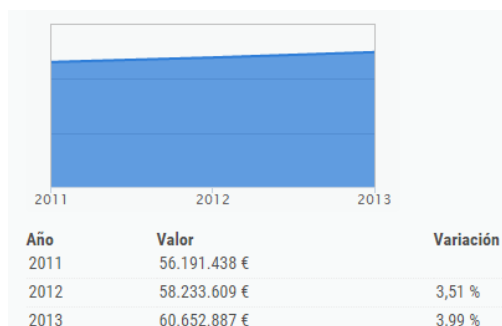 2011 2012 2013
Año Valor Variación
2011 56.191.438 €
2012 58.233.609 € 3,51 %
2013 60.652.887 € 3,99 %